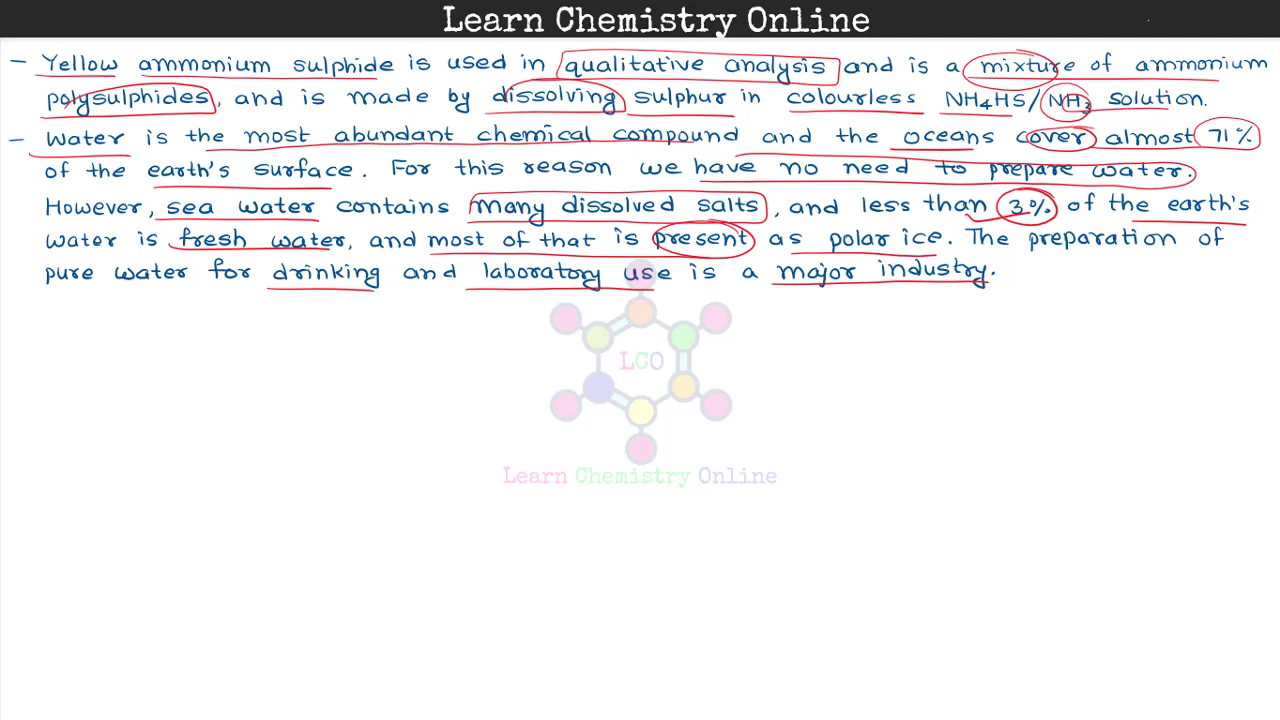 Learn Chemistry Online
- Yellow ammonium sulphide is used in qualitative analysis and is a mixture of ammonium
polysulphides, and is made by dissolving sulphur in colourless NH4HS/NH3 solution.
- Water is the most abundant chemical compound and the oceans cover almost 71%
of the earth's surface. For this reason we have no need to prepare water.
However, sea water contains many dissolved salts, and less than 3% of the earth's
water is fresh water, and most of that is present as polar ice. The preparation of
pure water for drinking and laboratory use is a major industry.
LCO
Learn Chemistry Online